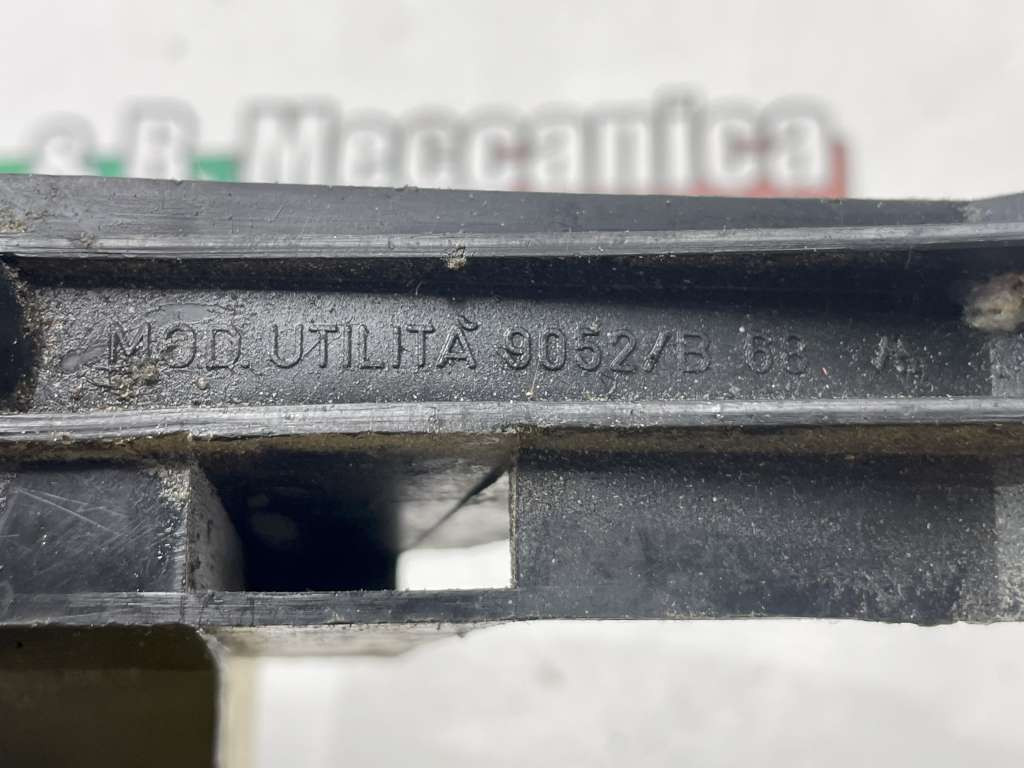 & B Meccanica
MOD. UTILITÀ 9052/B 68